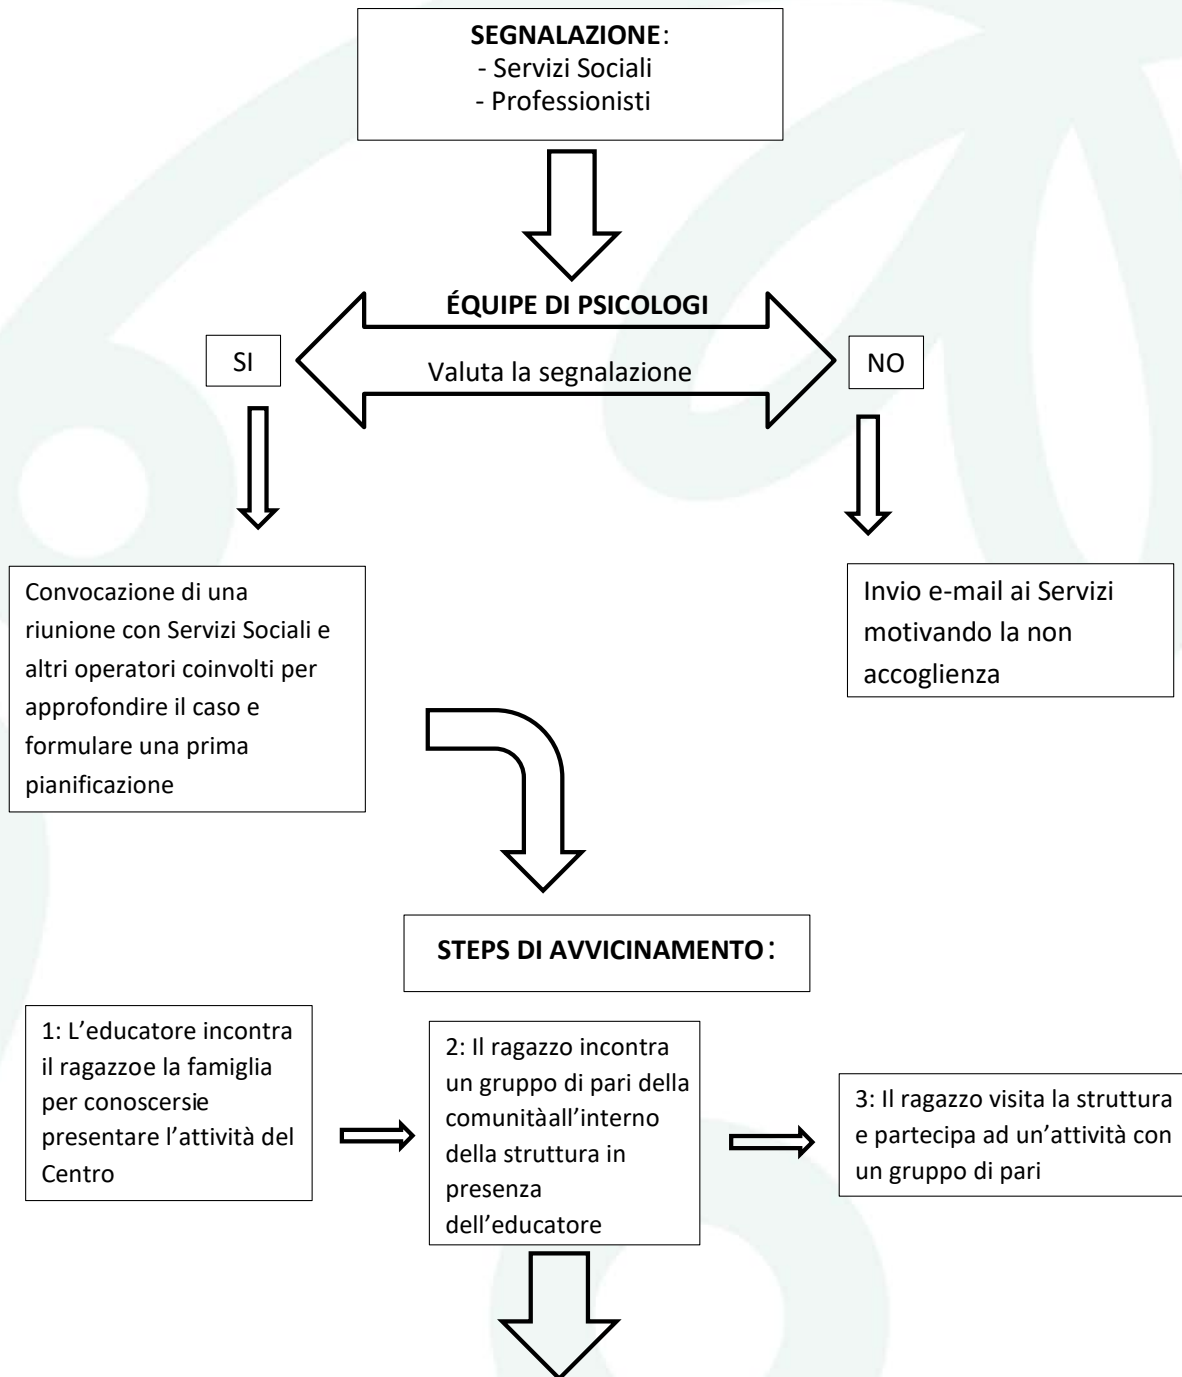 SEGNALAZIONE:
- Servizi Sociali
- Professionisti
ÉQUIPE DI PSICOLOGI
SI
Valuta la segnalazione
NO
Convocazione di una
riunione con Servizi Sociali e
altri operatori coinvolti per
approfondire il caso e
formulare una prima
pianificazione
Invio e-mail ai Servizi
motivando la non
accoglienza
STEPS DI AVVICINAMENTO:
1: L'educatore incontra
il ragazzoe la famiglia
per conoscersie
presentare l'attività del
Centro
2: Il ragazzo incontra
un gruppo di pari della
comunitàall'interno
della struttura in
presenza
dell'educatore
3: Il ragazzo visita la struttura
e partecipa ad un'attività con
un gruppo di pari